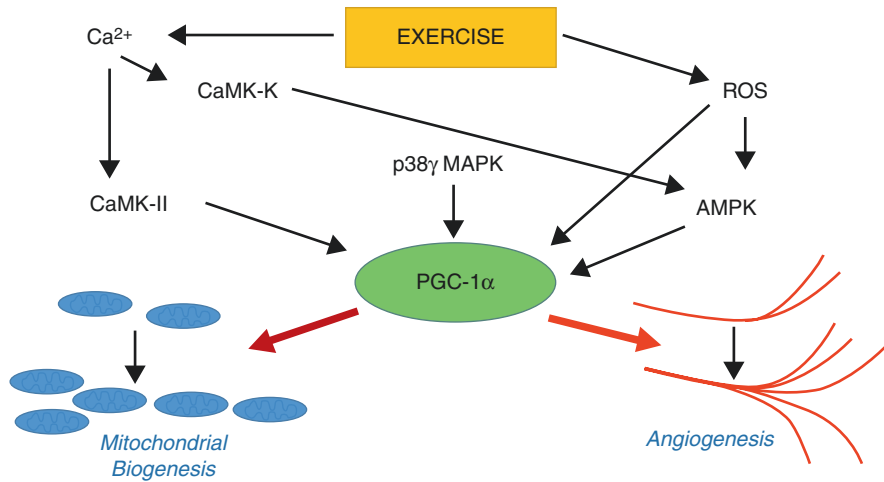 EXERCISE
Ca²⁺
CaMK-K
ROS
p38γ MAPK
CaMK-II
AMPK
PGC-1α
Mitochondrial
Biogenesis
Angiogenesis